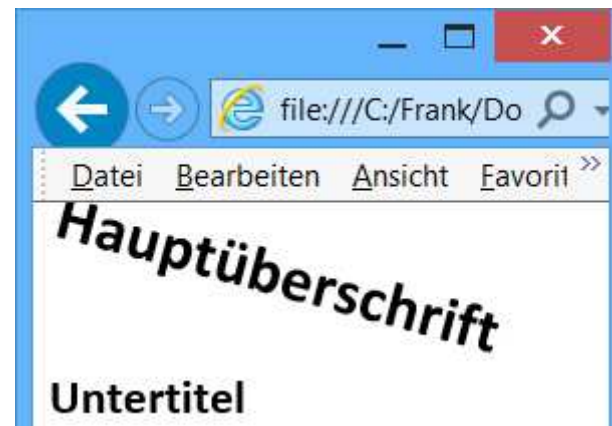 file:///C:/Frank/Do
Datei Bearbeiten Ansicht Favorit »
Hauptüberschrift
Untertitel